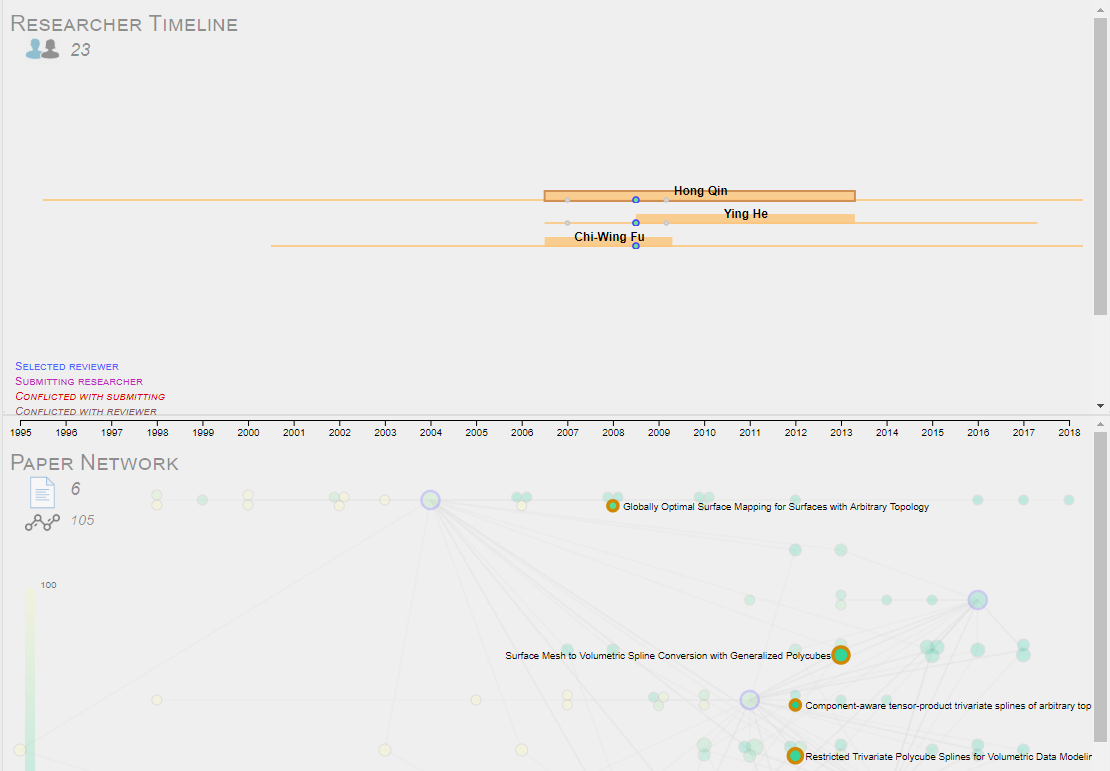 Researcher Timeline
23
Hong Qin
Ying He
Chi-Wing Fu
Selected reviewer
Submitting researcher
Conflicted with submitting
Conflicted with reviewer
1995 1996 1997 1998 1999 2000 2001 2002 2003 2004 2005 2006 2007 2008 2009 2010 2011 2012 2013 2014 2015 2016 2017 2018
Paper Network
6
105
Globally Optimal Surface Mapping for Surfaces with Arbitrary Topology
100
Surface Mesh to Volumetric Spline Conversion with Generalized Polycubes
Component-aware tensor-product trivariate splines of arbitrary top
Restricted Trivariate Polycube Splines for Volumetric Data Modelin